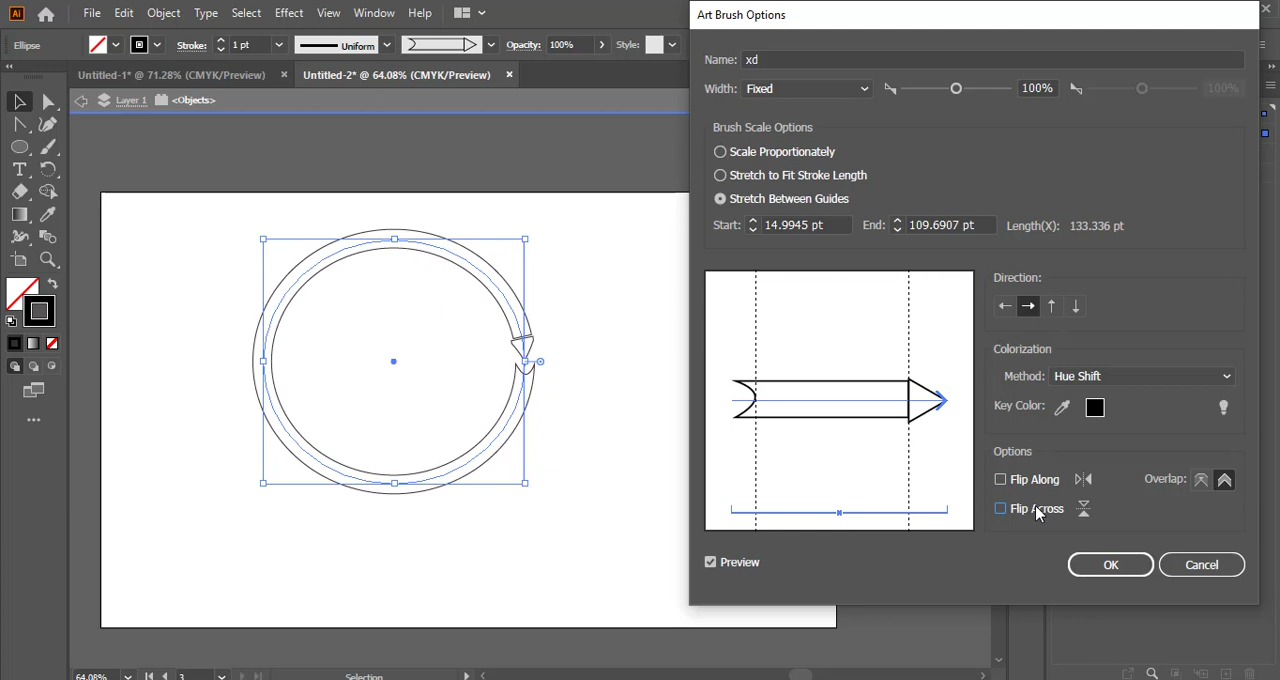 Ai File Edit Object Type Select Effect View Window Help
Ellipse Stroke: 1 pt Uniform Opacity: 100% Style:
Untitled-1* @ 71.28% (CMYK/Preview) × Untitled-2* @ 64.08% (CMYK/Preview) ×
Layer 1 <Objects>
Art Brush Options
Name: xd
Width: Fixed 100% 100%
Brush Scale Options
Scale Proportionately
Stretch to Fit Stroke Length
Stretch Between Guides
Start: 14.9945 pt End: 109.6907 pt Length(X): 133.336 pt
Direction:
Colorization
Method: Hue Shift
Key Color:
Options
Flip Along Overlap:
Flip Across
Preview
OK Cancel
64.08% 3 Selection